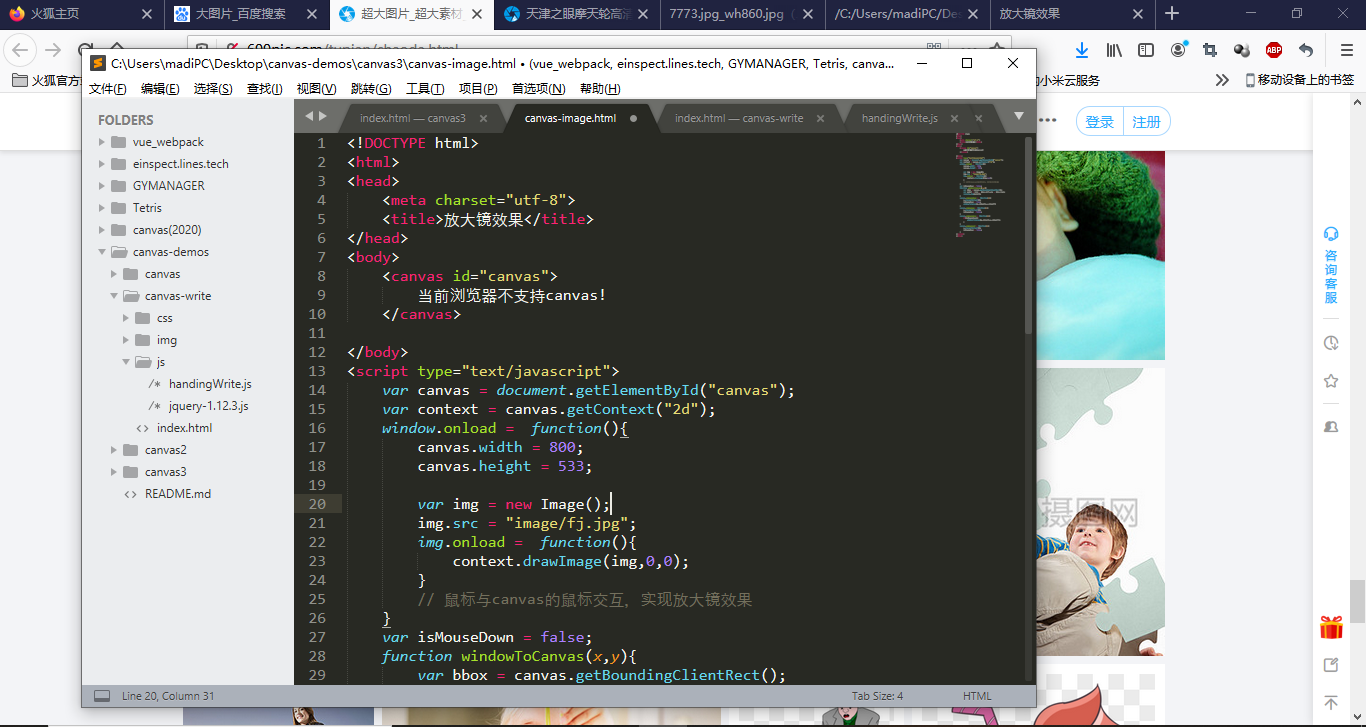 火狐主页
大图片_百度搜索
超大图片_超大素材
天津之眼摩天轮高清
7773.jpg_wh860.jpg
/C:/Users/madiPC/Des
放大镜效果
火狐官方
小米云服务
移动设备上的书签
C:\Users\madiPC\Desktop\canvas-demos\canvas3\canvas-image.html • (vue_webpack, einspect.lines.tech, GYMANAGER, Tetris, canva...
文件(F) 编辑(E) 选择(S) 查找(I) 视图(V) 跳转(G) 工具(T) 项目(P) 首选项(N) 帮助(H)
FOLDERS
vue_webpack
einspect.lines.tech
GYMANAGER
Tetris
canvas(2020)
canvas-demos
canvas
canvas-write
css
img
js
/* handingWrite.js
/* jquery-1.12.3.js
<> index.html
canvas2
canvas3
<> README.md
index.html — canvas3
canvas-image.html
index.html — canvas-write
handingWrite.js
1 <!DOCTYPE html>
2 <html>
3 <head>
4 <meta charset="utf-8">
5 <title>放大镜效果</title>
6 </head>
7 <body>
8 <canvas id="canvas">
9 当前浏览器不支持canvas!
10 </canvas>
11
12 </body>
13 <script type="text/javascript">
14 var canvas = document.getElementById("canvas");
15 var context = canvas.getContext("2d");
16 window.onload =  function(){
17 canvas.width = 800;
18 canvas.height = 533;
19
20 var img = new Image();
21 img.src = "image/fj.jpg";
22 img.onload =  function(){
23 context.drawImage(img,0,0);
24 }
25 // 鼠标与canvas的鼠标交互, 实现放大镜效果
26 }
27 var isMouseDown = false;
28 function windowToCanvas(x,y){
29 var bbox = canvas.getBoundingClientRect();
Line 20, Column 31
Tab Size: 4
HTML
登录
注册
咨询客服
摄图网
ABP